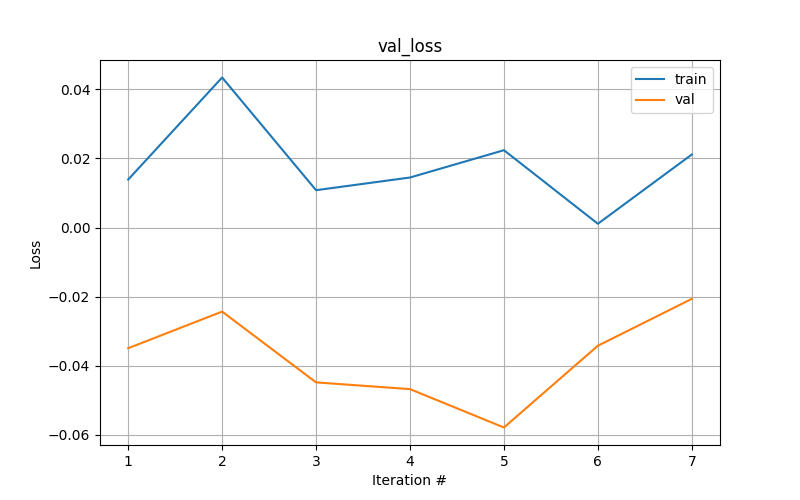 val_loss
train
val
0.04
0.02
0.00
−0.02
−0.04
−0.06
Loss
1 2 3 4 5 6 7
Iteration #